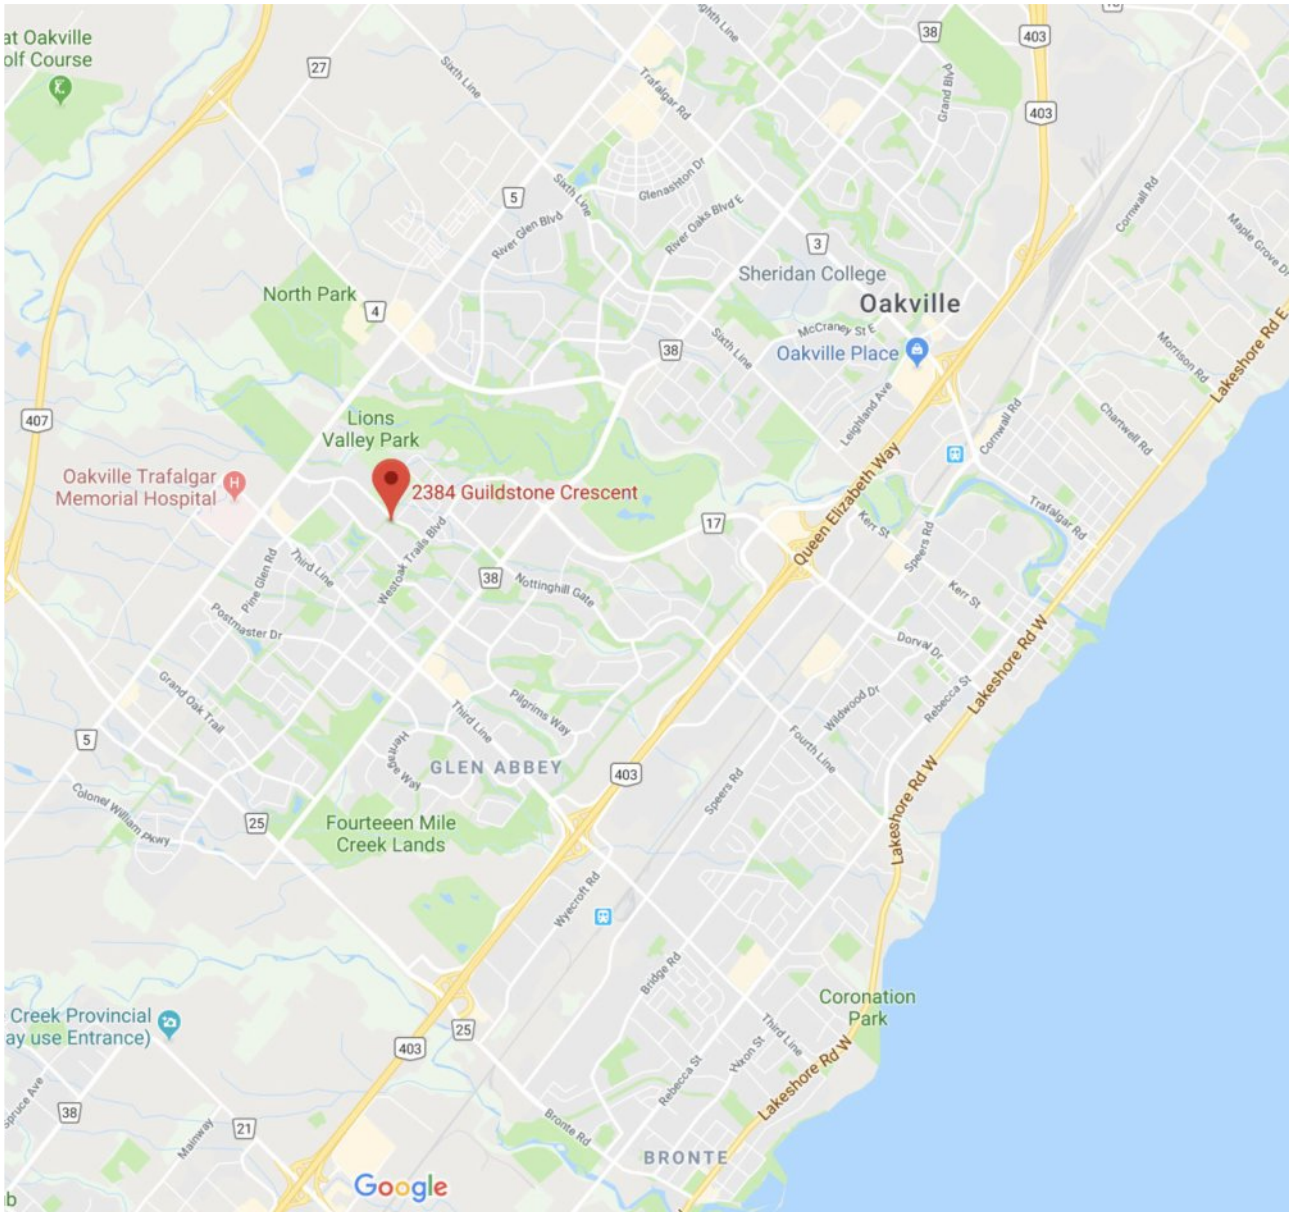 at Oakville
olf Course
27
Sixth Line
ghth Line
38
403
Trafalgar Rd
Grand Blvd
403
Glenashton Dr
5
Sixth Line
River Glen Blvd
River Oaks Blvd E
3
Cornwall Rd
Maple Grove Dr
Sheridan College
Oakville
North Park
4
McCraney St E
Sixth Line
38
Oakville Place
Morrison Rd
Lakeshore Rd E
407
Lions
Valley Park
Leighland Ave
Cornwall Rd
Chartwell Rd
Oakville Trafalgar
Memorial Hospital
H
2384 Guildstone Crescent
Queen Elizabeth Way
17
Kerr St
Speers Rd
Trafalgar Rd
Pine Glen Rd
Third Line
Westoak Trails Blvd
38
Nottinghill Gate
Kerr St
Postmaster Dr
Dorval Dr
Lakeshore Rd W
Grand Oak Trail
Pilgrims Way
Wildwood Dr
Rebecca St
5
Heritage Way
Third Line
Fourth Line
GLEN ABBEY
403
Speers Rd
Lakeshore Rd W
Colonel William Pkwy
25
Fourteeen Mile
Creek Lands
Wyecroft Rd
Bridge Rd
Coronation
Park
Creek Provincial
ay use Entrance)
25
403
Third Line
Wixon St
Rebecca St
Lakeshore Rd W
Spruce Ave
38
Mainway
21
Bronte Rd
BRONTE
Google